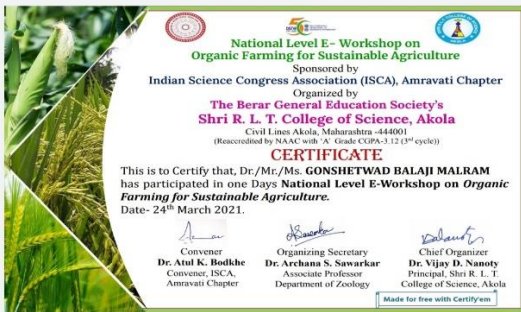 National Level E- Workshop on
Organic Farming for Sustainable Agriculture
Sponsored by
Indian Science Congress Association (ISCA), Amravati Chapter
Organized by
The Berar General Education Society's
Shri R. L. T. College of Science, Akola
Civil Lines Akola, Maharashtra -444001
(Reaccredited by NAAC with 'A' Grade CGPA-3.12 (3rd cycle))
CERTIFICATE
This is to Certify that, Dr./Mr./Ms. GONSHETWAD BALAJI MALRAM
has participated in one Days National Level E-Workshop on Organic
Farming for Sustainable Agriculture.
Date- 24th March 2021.
Convener
Dr. Atul K. Bodkhe
Convener, ISCA,
Amravati Chapter
Organizing Secretary
Dr. Archana S. Sawarkar
Associate Professor
Department of Zoology
Chief Organizer
Dr. Vijay D. Nanoty
Principal, Shri R. L. T.
College of Science, Akola
Made for free with Certify'em